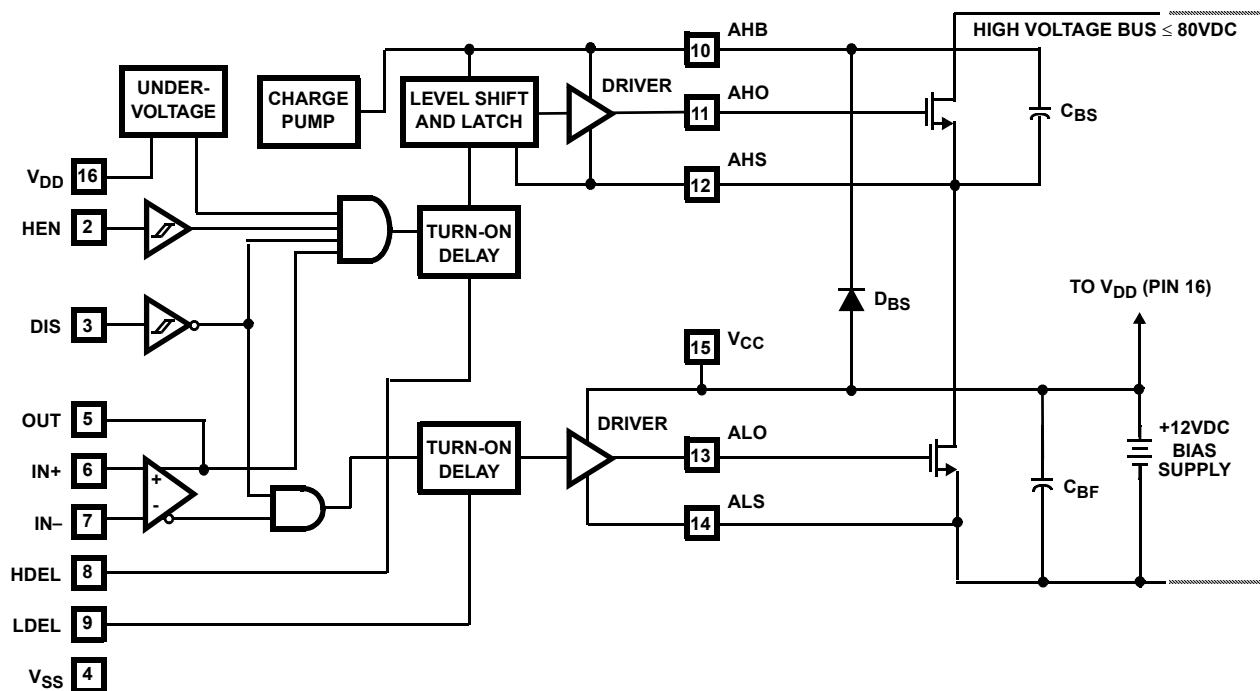 AHB
HIGH VOLTAGE BUS ≤ 80VDC
10
UNDER-
VOLTAGE
CHARGE
PUMP
LEVEL SHIFT
AND LATCH
DRIVER
AHO
11
CBS
AHS
12
VDD 16
HEN 2
TURN-ON
DELAY
DIS 3
DBS
TO VDD (PIN 16)
15
VCC
OUT 5
DRIVER
TURN-ON
DELAY
ALO
13
+12VDC
BIAS
SUPPLY
IN+ 6
+
-
IN– 7
CBF
ALS
14
HDEL 8
LDEL 9
VSS 4